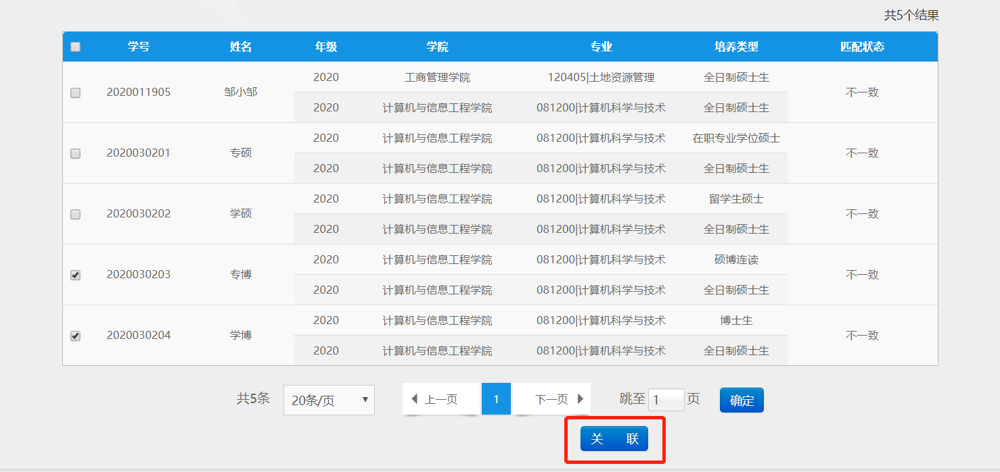 共5个结果
学号 姓名 年级 学院 专业 培养类型 匹配状态
2020 工商管理学院 120405|土地资源管理 全日制硕士生
2020011905 邹小邹 不一致
2020 计算机与信息工程学院 081200|计算机科学与技术 全日制硕士生
2020 计算机与信息工程学院 081200|计算机科学与技术 在职专业学位硕士
2020030201 专硕 不一致
2020 计算机与信息工程学院 081200|计算机科学与技术 全日制硕士生
2020 计算机与信息工程学院 081200|计算机科学与技术 留学生硕士
2020030202 学硕 不一致
2020 计算机与信息工程学院 081200|计算机科学与技术 全日制硕士生
2020 计算机与信息工程学院 081200|计算机科学与技术 硕博连读
2020030203 专博 不一致
2020 计算机与信息工程学院 081200|计算机科学与技术 全日制硕士生
2020 计算机与信息工程学院 081200|计算机科学与技术 博士生
2020030204 学博 不一致
2020 计算机与信息工程学院 081200|计算机科学与技术 全日制硕士生
共5条 20条/页 上一页 1 下一页 跳至 1 页 确定
关 联